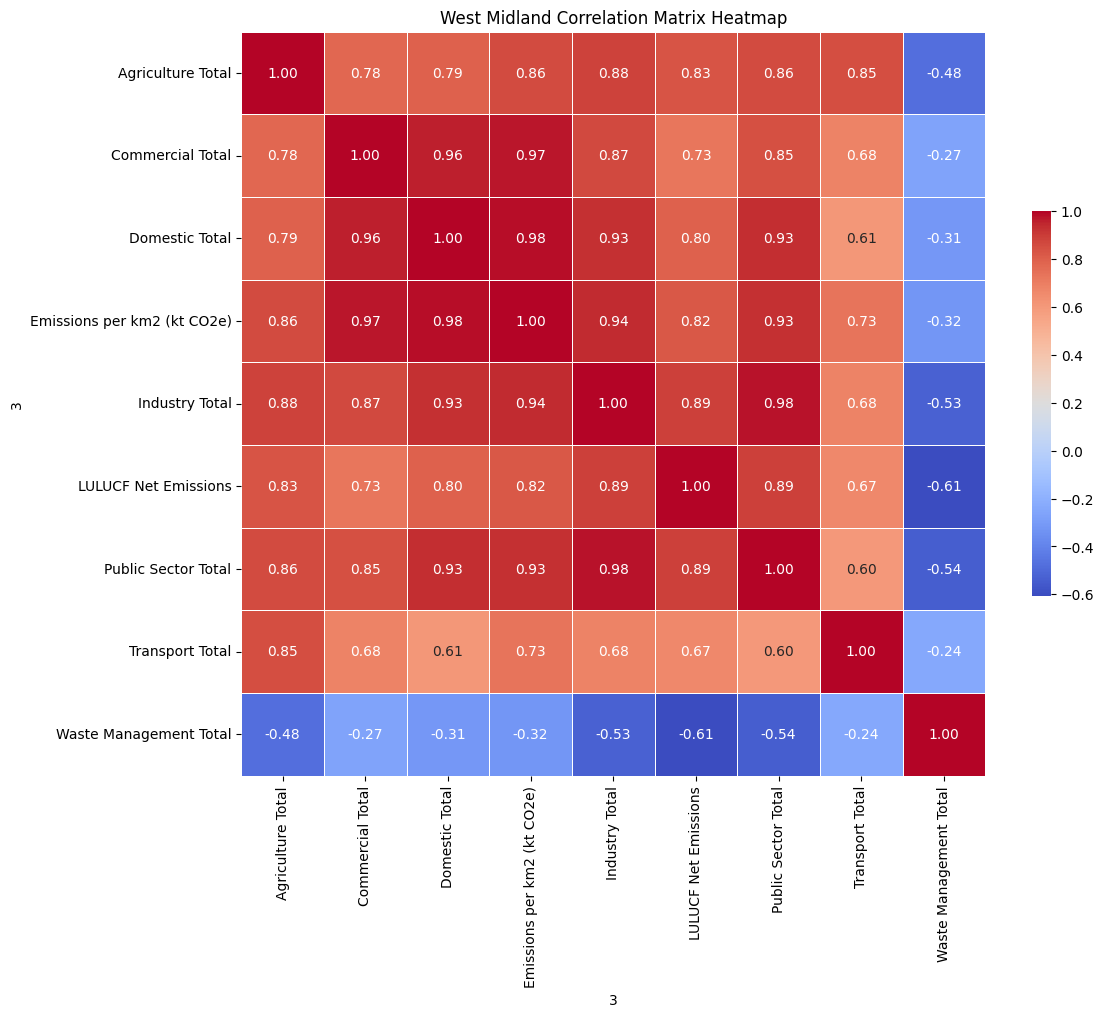 West Midland Correlation Matrix Heatmap
Agriculture Total 1.00 0.78 0.79 0.86 0.88 0.83 0.86 0.85 -0.48
Commercial Total 0.78 1.00 0.96 0.97 0.87 0.73 0.85 0.68 -0.27
Domestic Total 0.79 0.96 1.00 0.98 0.93 0.80 0.93 0.61 -0.31
Emissions per km2 (kt CO2e) 0.86 0.97 0.98 1.00 0.94 0.82 0.93 0.73 -0.32
Industry Total 0.88 0.87 0.93 0.94 1.00 0.89 0.98 0.68 -0.53
LULUCF Net Emissions 0.83 0.73 0.80 0.82 0.89 1.00 0.89 0.67 -0.61
Public Sector Total 0.86 0.85 0.93 0.93 0.98 0.89 1.00 0.60 -0.54
Transport Total 0.85 0.68 0.61 0.73 0.68 0.67 0.60 1.00 -0.24
Waste Management Total -0.48 -0.27 -0.31 -0.32 -0.53 -0.61 -0.54 -0.24 1.00
3
Agriculture Total
Commercial Total
Domestic Total
Emissions per km2 (kt CO2e)
Industry Total
LULUCF Net Emissions
Public Sector Total
Transport Total
Waste Management Total
3
1.0
0.8
0.6
0.4
0.2
0.0
−0.2
−0.4
−0.6